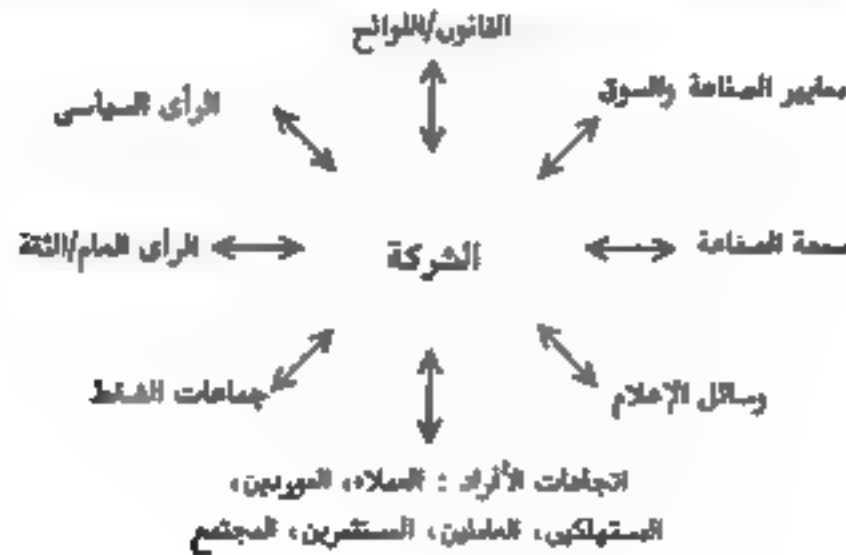 القانون/اللوائح
معايير الصناعة والسوق
الرأى السياسى
سمعة الصناعة
الشركة
الرأى العام/الثقة
وسائل الإعلام
جماعات الضغط
اتجاهات الأفراد : العملاء، الموردين،
المستهلكين، العاملين، المستثمرين، المجتمع